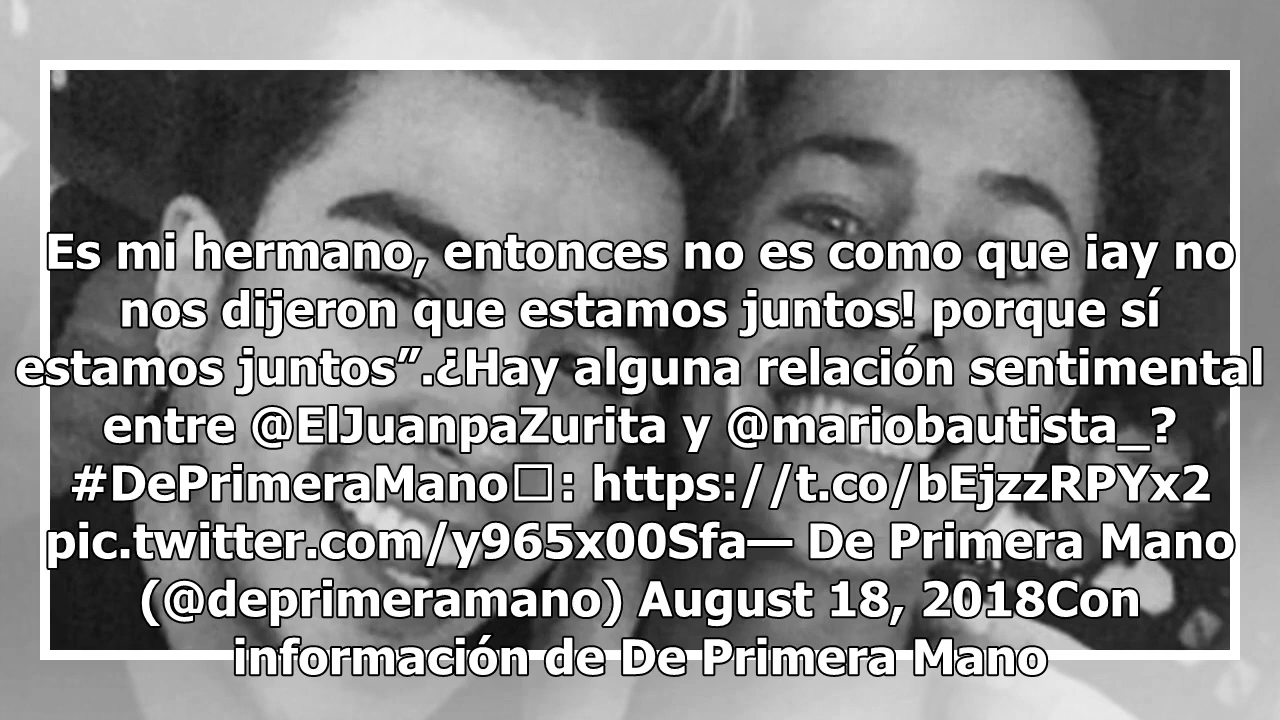 Es mi hermano, entonces no es como que ¡ay no
nos dijeron que estamos juntos! porque sí
estamos juntos”.¿Hay alguna relación sentimental
entre @ElJuanpaZurita y @mariobautista_?
#DePrimeraMano□: https://t.co/bEjzzRPYx2
pic.twitter.com/y965x00Sfa— De Primera Mano
(@deprimeramano) August 18, 2018Con
información de De Primera Mano